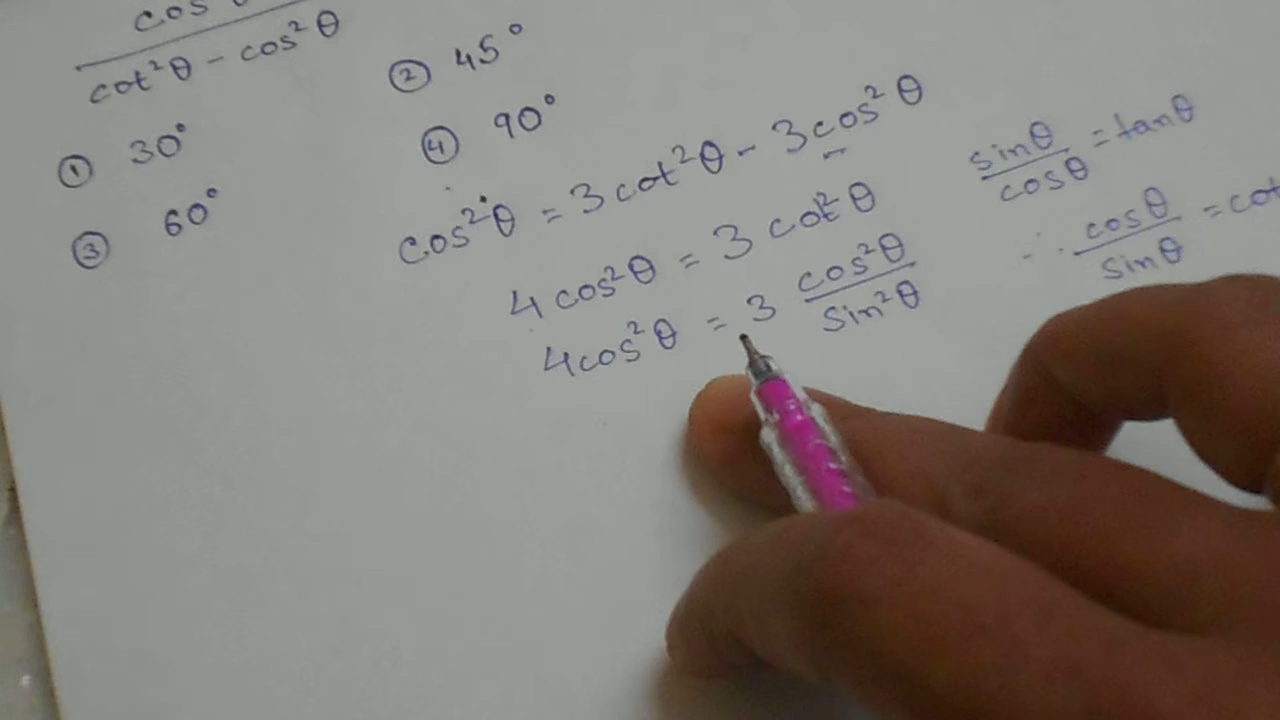 cos
cot²θ - cos²θ
① 30°
② 45°
③ 60°
④ 90°
cos²θ = 3cot²θ - 3cos²θ
4cos²θ = 3cot²θ
4cos²θ = 3 cos²θ/sin²θ
sinθ/cosθ = tanθ
∴ cosθ/sinθ = cot